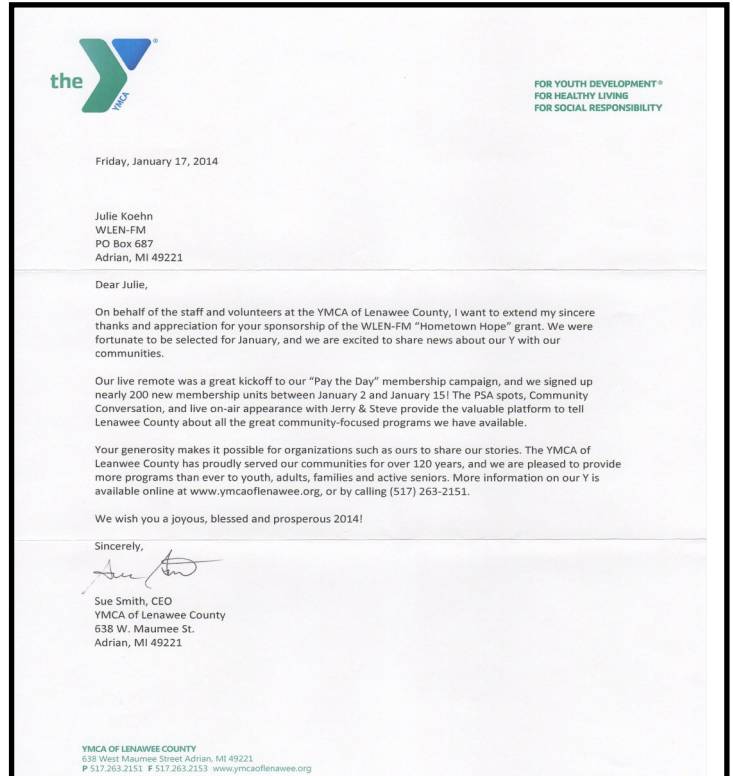 the
YMCA
®
FOR YOUTH DEVELOPMENT®
FOR HEALTHY LIVING
FOR SOCIAL RESPONSIBILITY
Friday, January 17, 2014
Julie Koehn
WLEN-FM
PO Box 687
Adrian, MI 49221
Dear Julie,
On behalf of the staff and volunteers at the YMCA of Lenawee County, I want to extend my sincere
thanks and appreciation for your sponsorship of the WLEN-FM “Hometown Hope” grant. We were
fortunate to be selected for January, and we are excited to share news about our Y with our
communities.
Our live remote was a great kickoff to our “Pay the Day” membership campaign, and we signed up
nearly 200 new membership units between January 2 and January 15! The PSA spots, Community
Conversation, and live on-air appearance with Jerry & Steve provide the valuable platform to tell
Lenawee County about all the great community-focused programs we have available.
Your generosity makes it possible for organizations such as ours to share our stories. The YMCA of
Leanwee County has proudly served our communities for over 120 years, and we are pleased to provide
more programs than ever to youth, adults, families and active seniors. More information on our Y is
available online at www.ymcaoflenawee.org, or by calling (517) 263-2151.
We wish you a joyous, blessed and prosperous 2014!
Sincerely,
Sue Smith, CEO
YMCA of Lenawee County
638 W. Maumee St.
Adrian, MI 49221
YMCA OF LENAWEE COUNTY
638 West Maumee Street Adrian, MI 49221
P 517.263.2151 F 517.263.2153 www.ymcaoflenawee.org